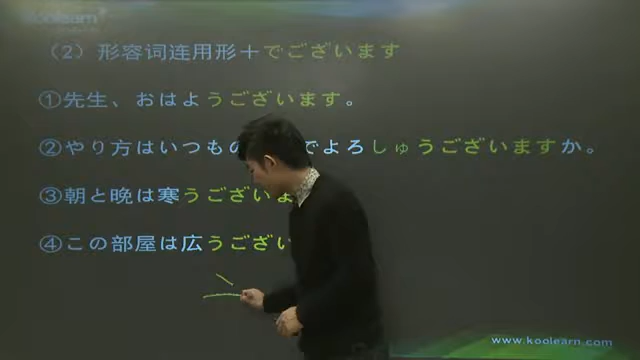 Koolearn
（2）形容词连用形＋でございます
①先生、おはようございます。
②やり方はいつもの でよろしゅうございますか。
③朝と晩は寒うございま
④この部屋は広うござい
www.koolearn.com